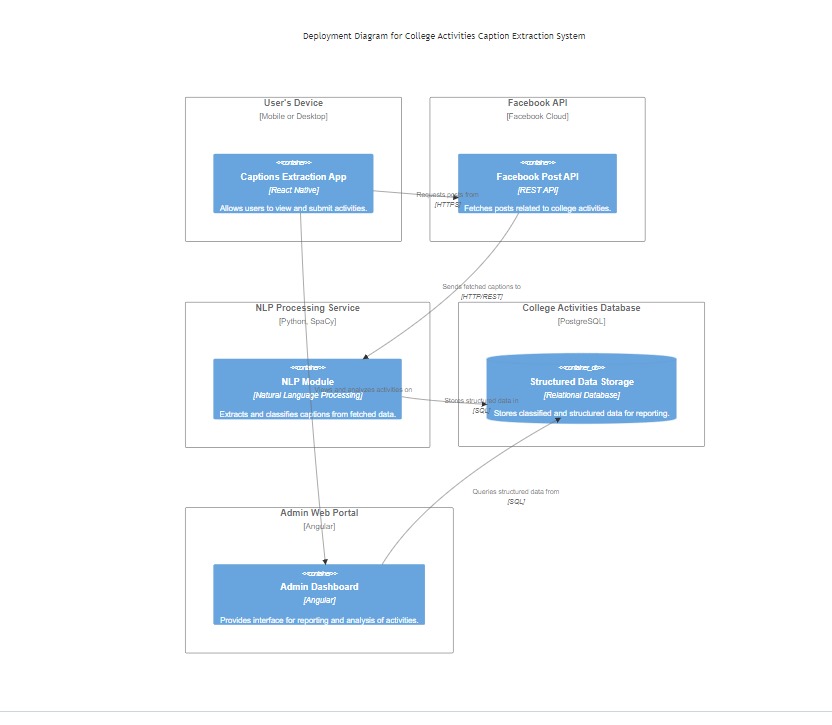 Deployment Diagram for College Activities Caption Extraction System
User's Device
[Mobile or Desktop]
<<container>>
Captions Extraction App
[React Native]
Allows users to view and submit activities.
Facebook API
[Facebook Cloud]
<<container>>
Facebook Post API
[REST API]
Fetches posts related to college activities.
Requests posts from
[HTTPS]
Sends fetched captions to
[HTTP/REST]
NLP Processing Service
[Python, SpaCy]
<<container>>
NLP Module
[Natural Language Processing]
Extracts and classifies captions from fetched data.
Views and analyzes activities on
College Activities Database
[PostgreSQL]
<<container_db>>
Structured Data Storage
[Relational Database]
Stores classified and structured data for reporting.
Stores structured data in
[SQL]
Queries structured data from
[SQL]
Admin Web Portal
[Angular]
<<container>>
Admin Dashboard
[Angular]
Provides interface for reporting and analysis of activities.